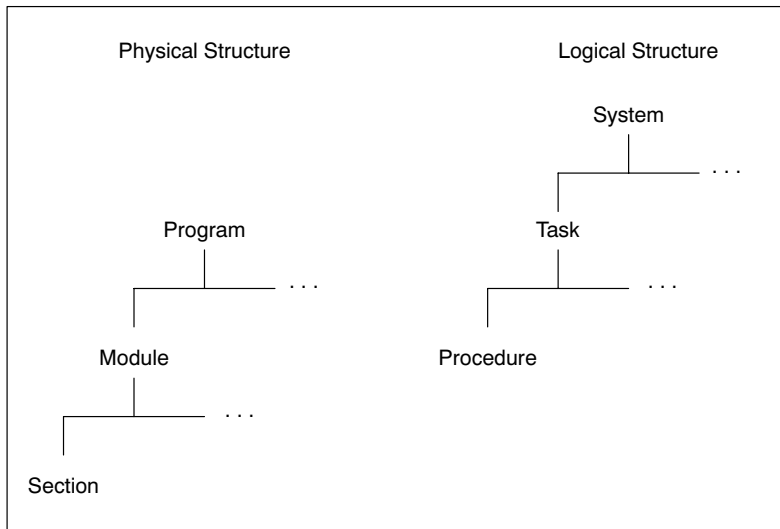 Physical Structure
Logical Structure
System
. . .
Program
Task
. . .
. . .
Module
Procedure
. . .
Section